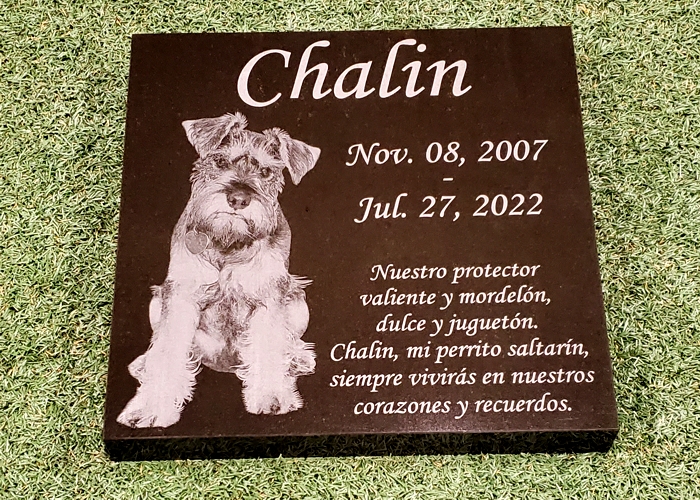 Chalin
Nov. 08, 2007
-
Jul. 27, 2022
Nuestro protector
valiente y mordelón,
dulce y juguetón.
Chalin, mi perrito saltarín,
siempre vivirás en nuestros
corazones y recuerdos.